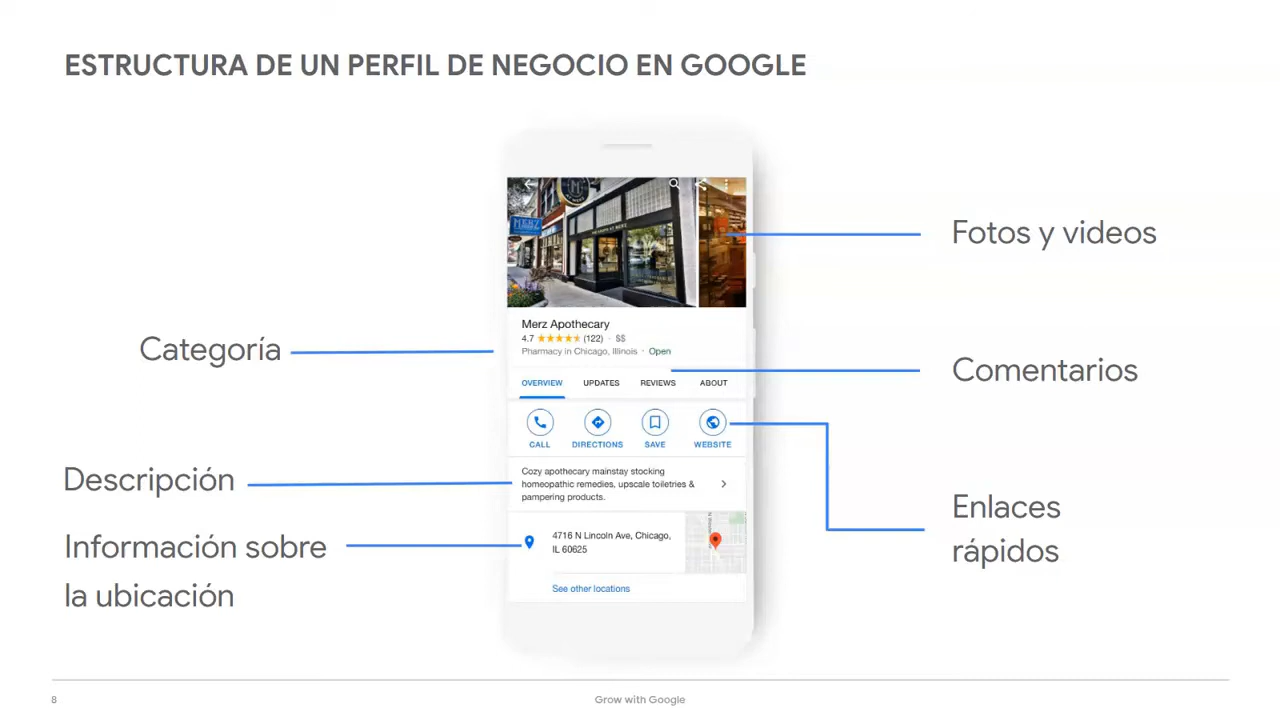 ESTRUCTURA DE UN PERFIL DE NEGOCIO EN GOOGLE
MERZ
Fotos y videos
Merz Apothecary
4.7 (122) · $$
Pharmacy in Chicago, Illinois · Open
Categoría
Comentarios
OVERVIEW UPDATES REVIEWS ABOUT
CALL DIRECTIONS SAVE WEBSITE
Descripción
Cozy apothecary mainstay stocking
homeopathic remedies, upscale toiletries &
pampering products.
Enlaces
rápidos
Información sobre
la ubicación
4716 N Lincoln Ave, Chicago,
IL 60625
See other locations
8
Grow with Google